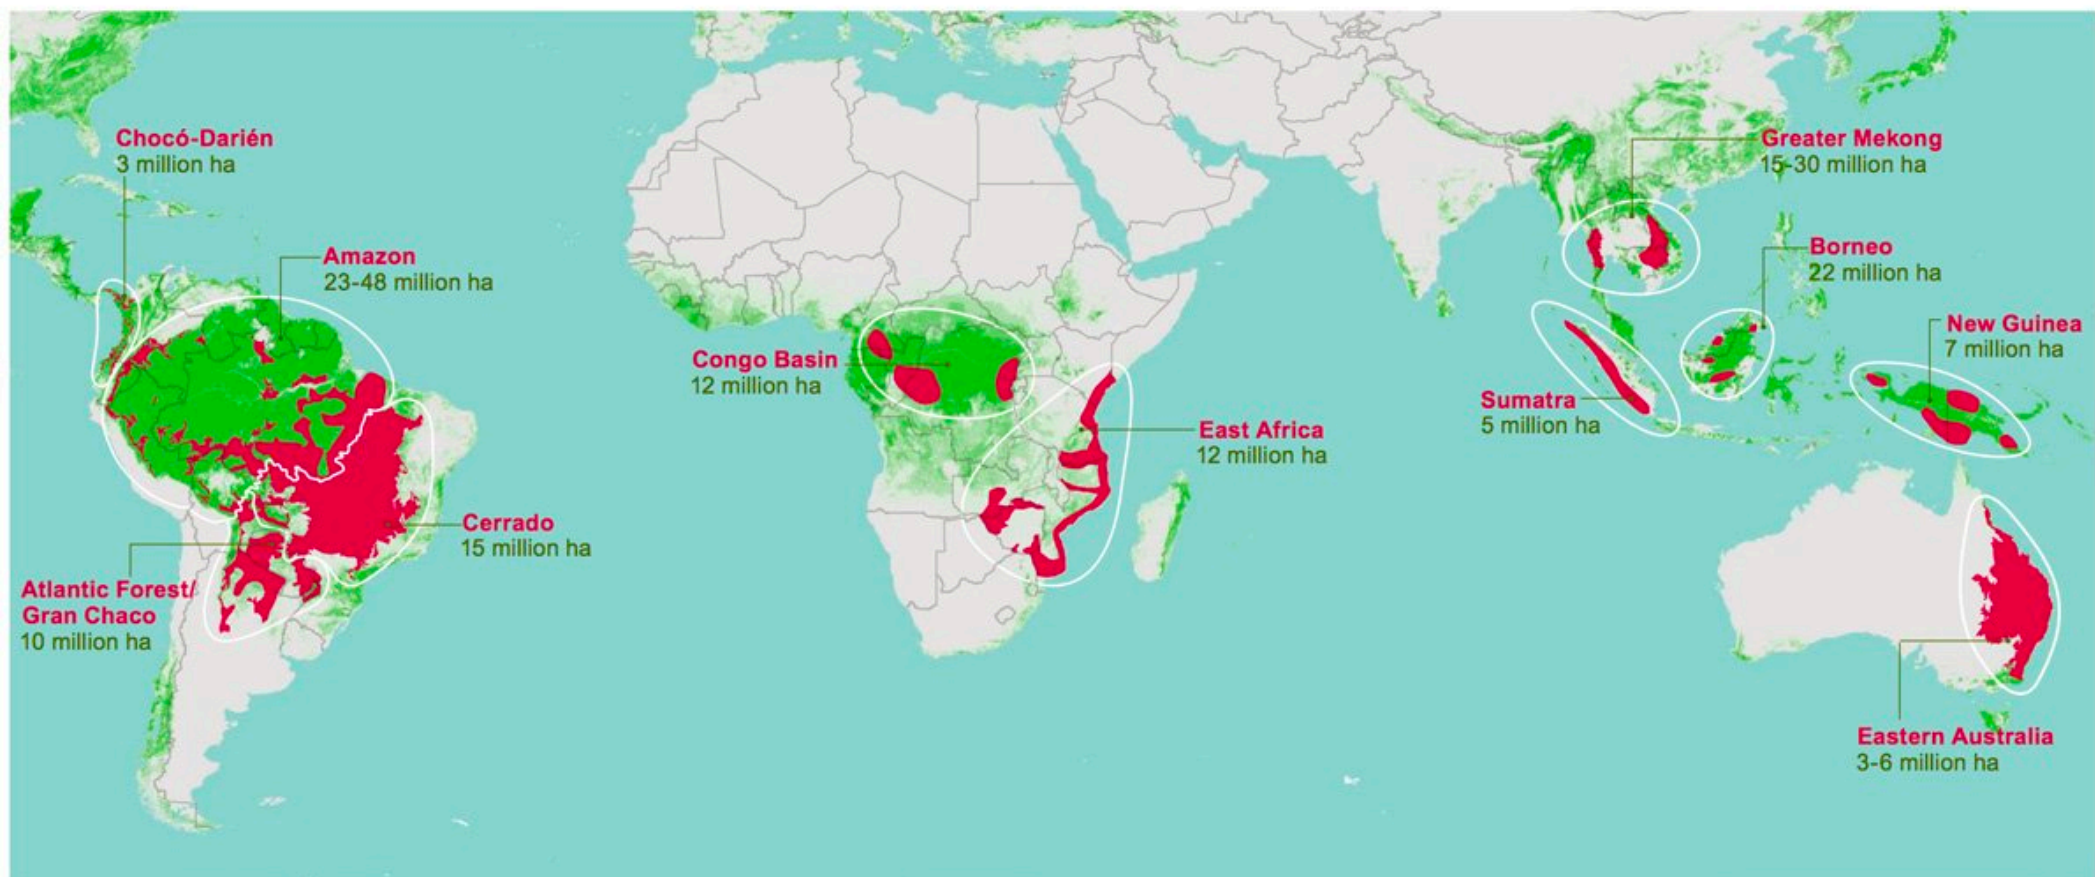 Chocó-Darién
3 million ha
Amazon
23-48 million ha
Cerrado
15 million ha
Atlantic Forest/
Gran Chaco
10 million ha
Congo Basin
12 million ha
East Africa
12 million ha
Greater Mekong
15-30 million ha
Borneo
22 million ha
Sumatra
5 million ha
New Guinea
7 million ha
Eastern Australia
3-6 million ha